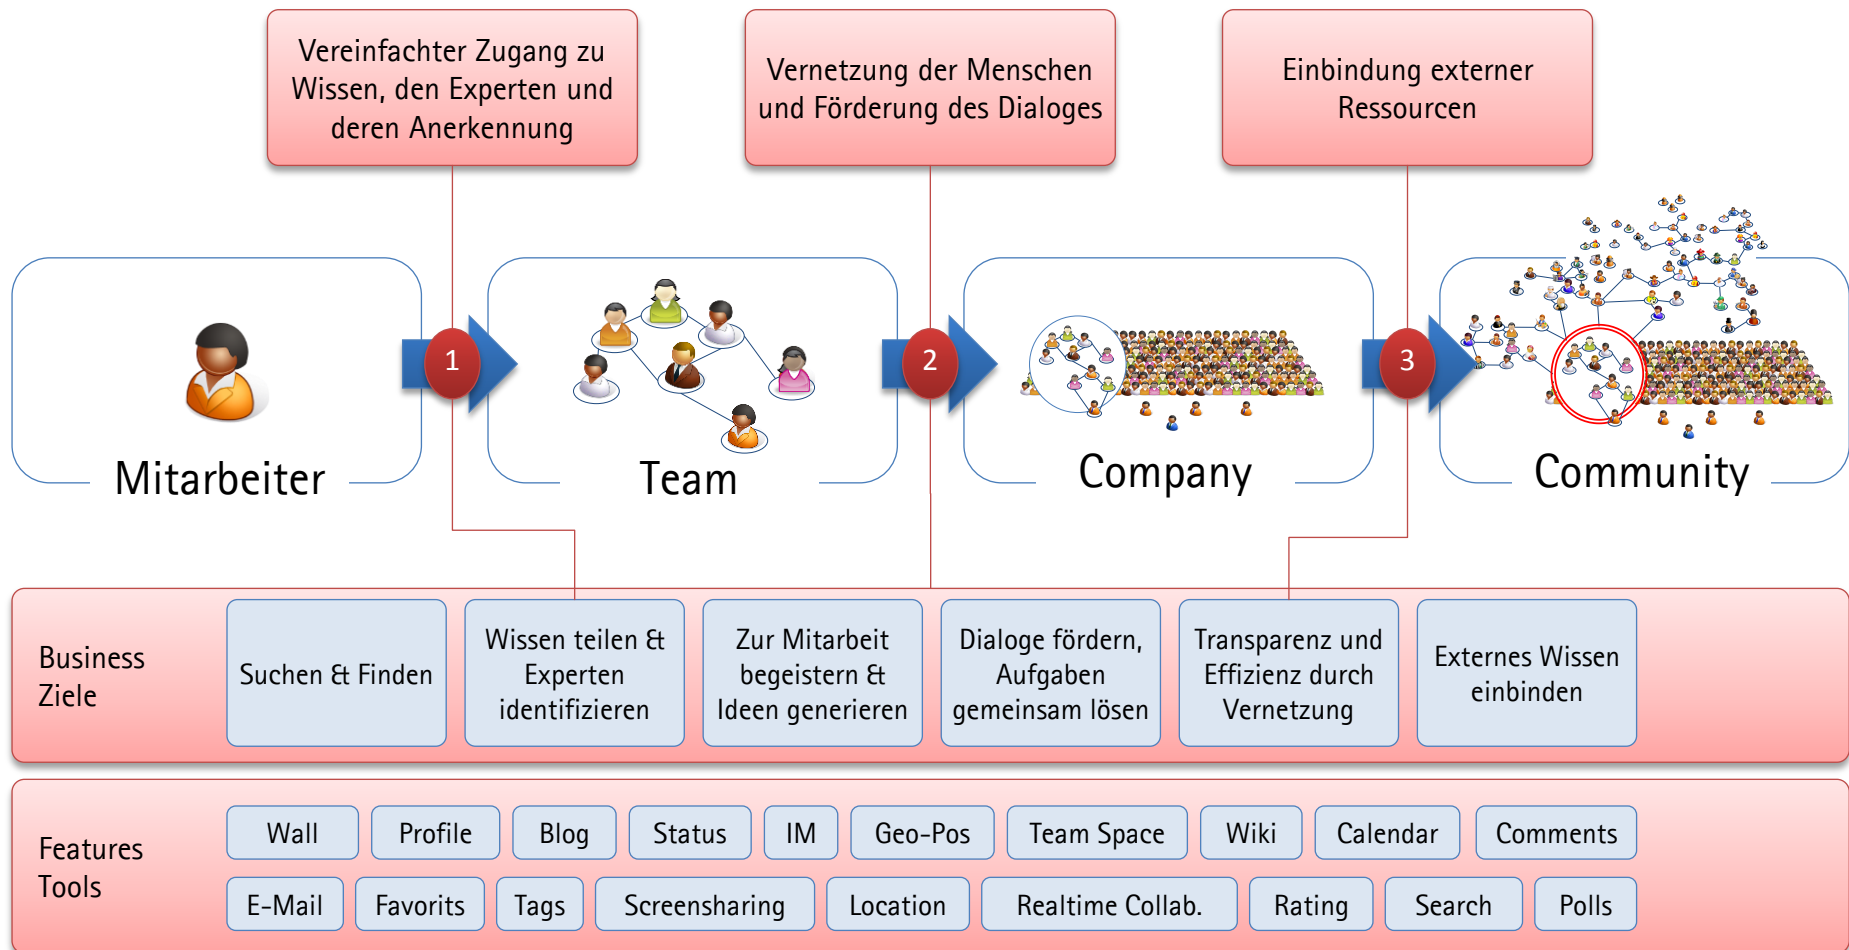 Vereinfachter Zugang zu
Wissen, den Experten und
deren Anerkennung
Vernetzung der Menschen
und Förderung des Dialoges
Einbindung externer
Ressourcen
1
2
3
Mitarbeiter
Team
Company
Community
Business
Ziele
Suchen & Finden
Wissen teilen &
Experten
identifizieren
Zur Mitarbeit
begeistern &
Ideen generieren
Dialoge fördern,
Aufgaben
gemeinsam lösen
Transparenz und
Effizienz durch
Vernetzung
Externes Wissen
einbinden
Features
Tools
Wall
Profile
Blog
Status
IM
Geo-Pos
Team Space
Wiki
Calendar
Comments
E-Mail
Favorits
Tags
Screensharing
Location
Realtime Collab.
Rating
Search
Polls